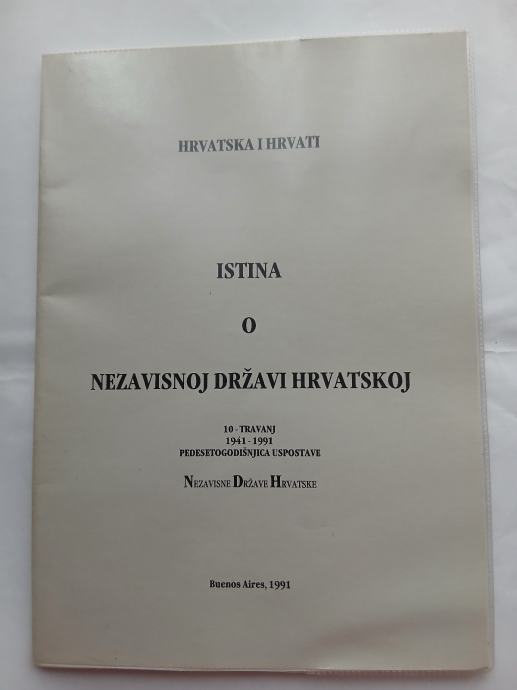 HRVATSKA I HRVATI
ISTINA
O
NEZAVISNOJ DRŽAVI HRVATSKOJ
10 - TRAVANJ
1941 - 1991
PEDESETOGODIŠNJICA USPOSTAVE
NEZAVISNE DRŽAVE HRVATSKE
Buenos Aires, 1991